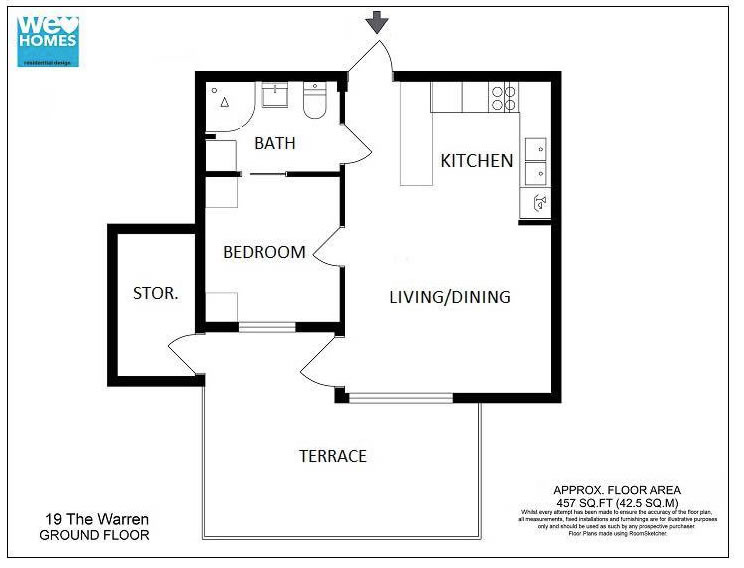 We
HOMES
residential design
BATH
KITCHEN
BEDROOM
STOR.
LIVING/DINING
TERRACE
19 The Warren
GROUND FLOOR
APPROX. FLOOR AREA
457 SQ.FT (42.5 SQ.M)
Whilst every attempt has been made to ensure the accuracy of the floor plan,
all measurements, fixed installations and furnishings are for illustrative purposes
only and should be used as such by any prospective purchaser
Floor Plans made using RoomSketcher.